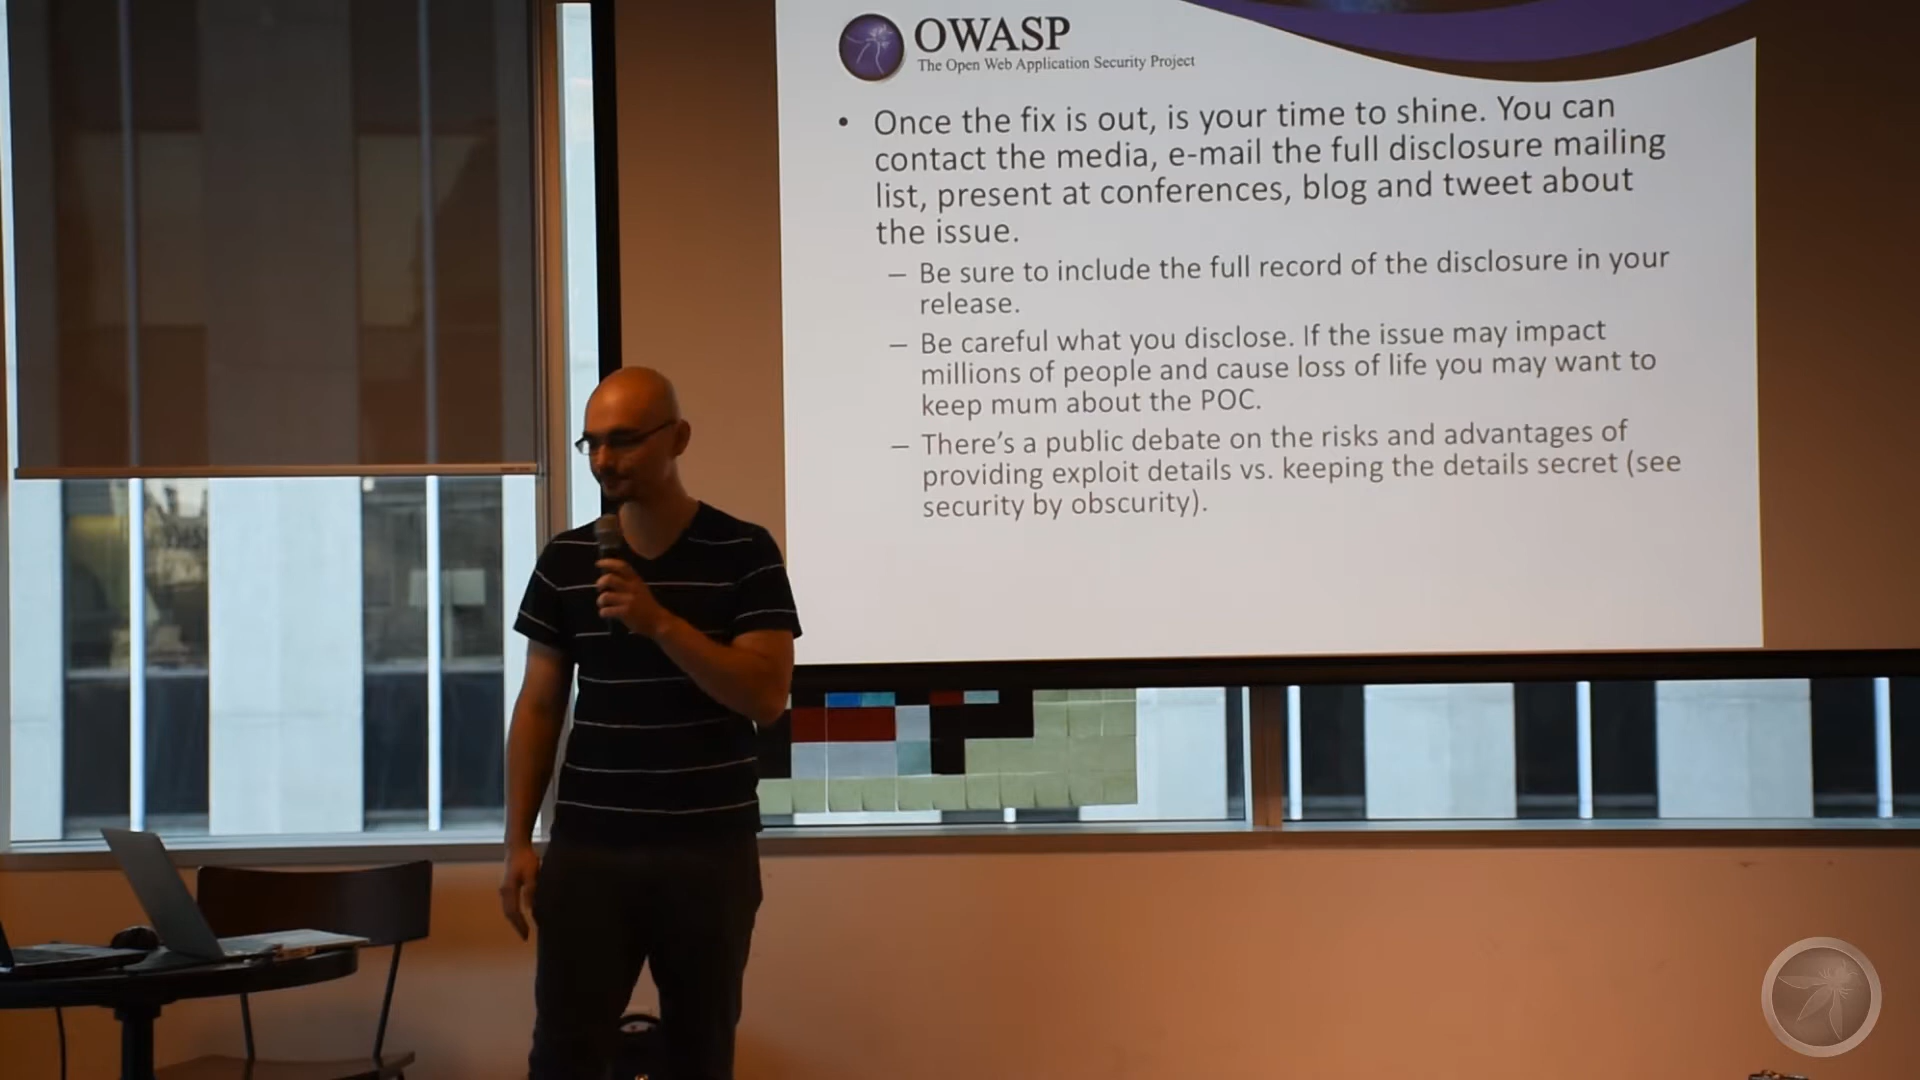 OWASP
The Open Web Application Security Project
• Once the fix is out, is your time to shine. You can
contact the media, e-mail the full disclosure mailing
list, present at conferences, blog and tweet about
the issue.
– Be sure to include the full record of the disclosure in your
release.
– Be careful what you disclose. If the issue may impact
millions of people and cause loss of life you may want to
keep mum about the POC.
– There's a public debate on the risks and advantages of
providing exploit details vs. keeping the details secret (see
security by obscurity).